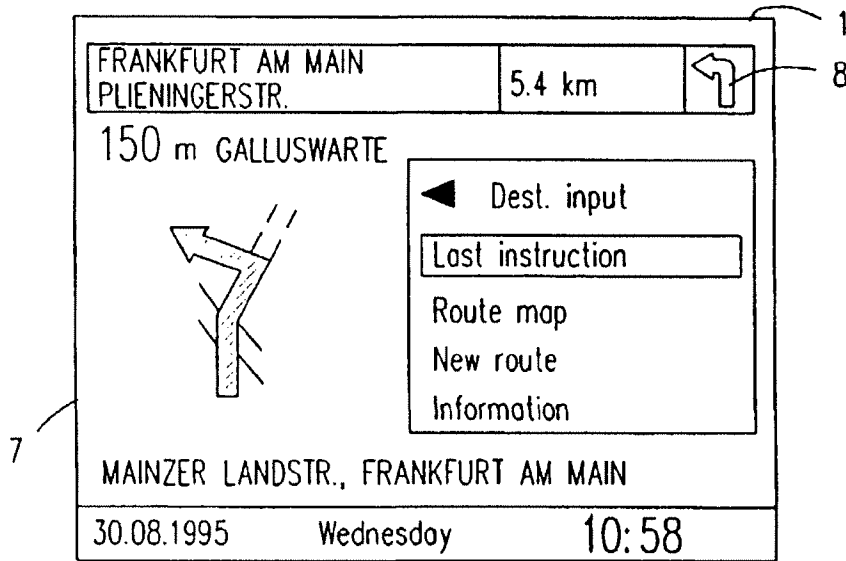 1
FRANKFURT AM MAIN
PLIENINGERSTR.
5.4 km
8
150 m GALLUSWARTE
Dest. input
Last instruction
Route map
New route
Information
7
MAINZER LANDSTR., FRANKFURT AM MAIN
30.08.1995 Wednesday 10:58